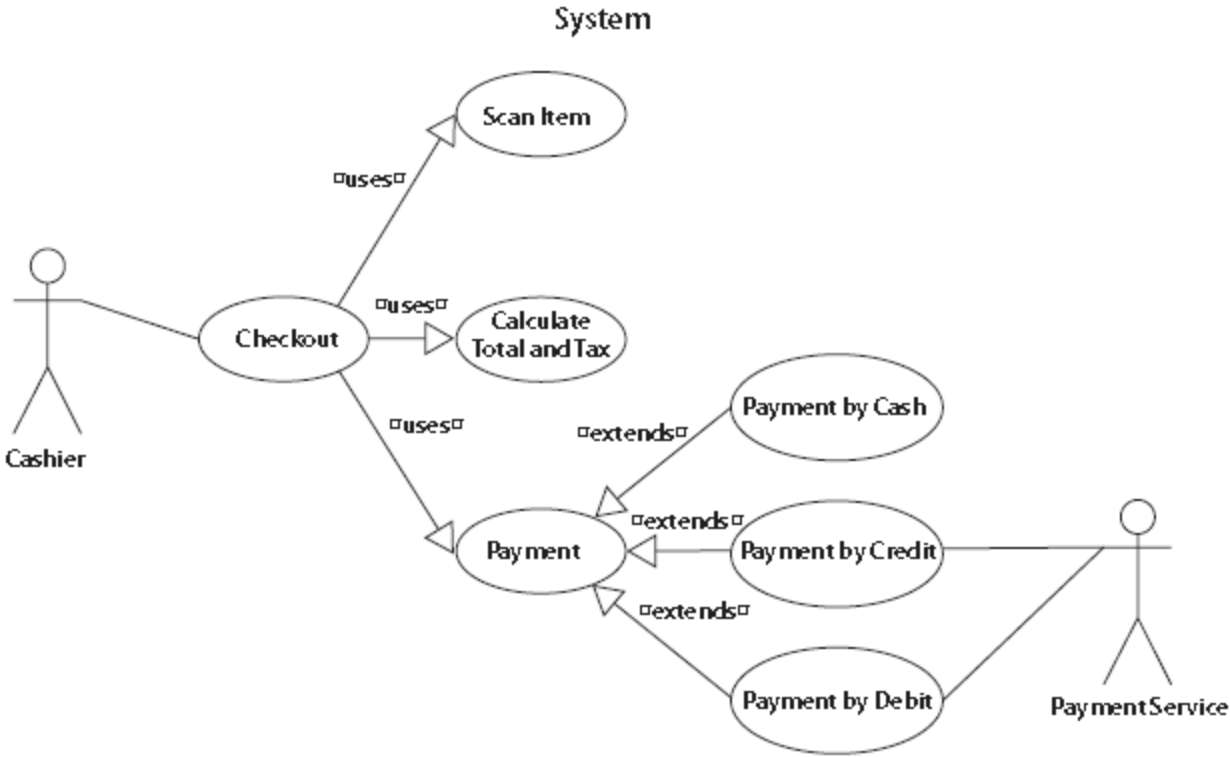 System
Scan Item
¤uses¤
¤uses¤
Checkout
Calculate
Total and Tax
¤uses¤
Cashier
Payment by Cash
¤extends¤
¤extends¤
Payment
Payment by Credit
¤extends¤
Payment by Debit
Payment Service